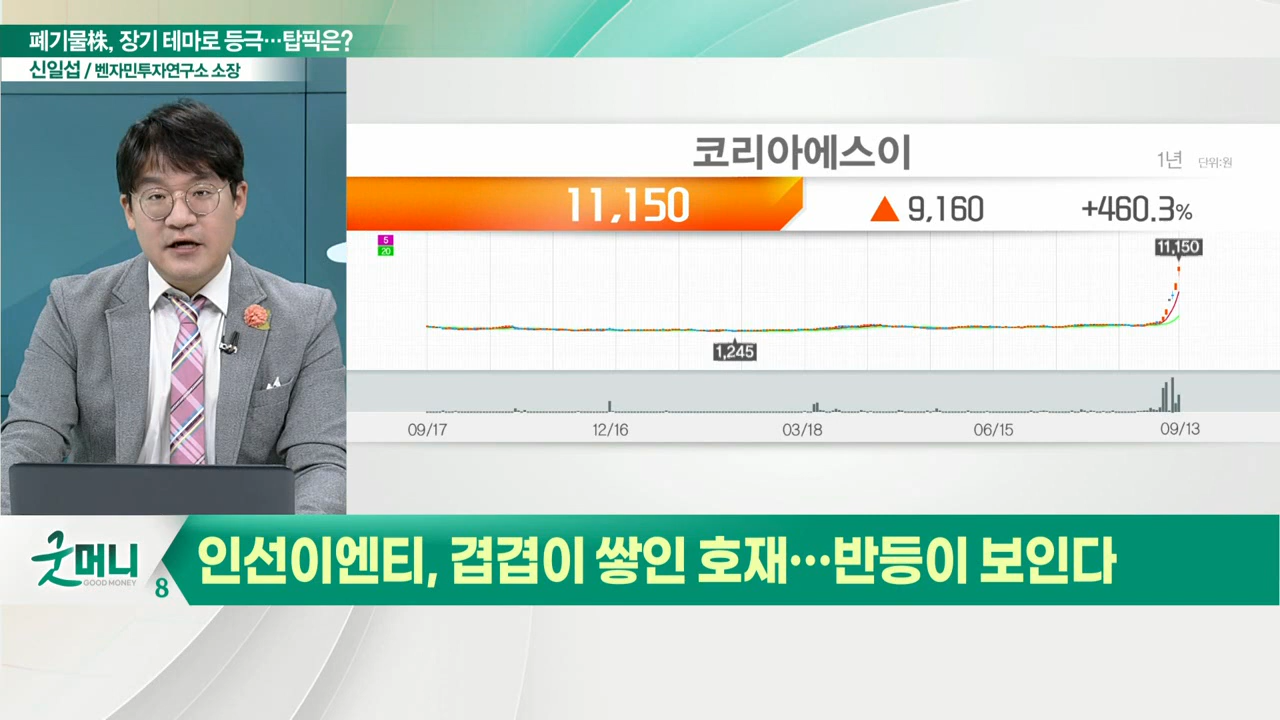 폐기물株, 장기 테마로 등극…탑픽은?
신일섭 / 벤자민투자연구소 소장
코리아에스이
1년 단위:원
11,150 ▲ 9,160 +460.3%
5
20
11,150
1,245
09/17 12/16 03/18 06/15 09/13
굿머니
GOOD MONEY
8
인선이엔티, 겹겹이 쌓인 호재…반등이 보인다